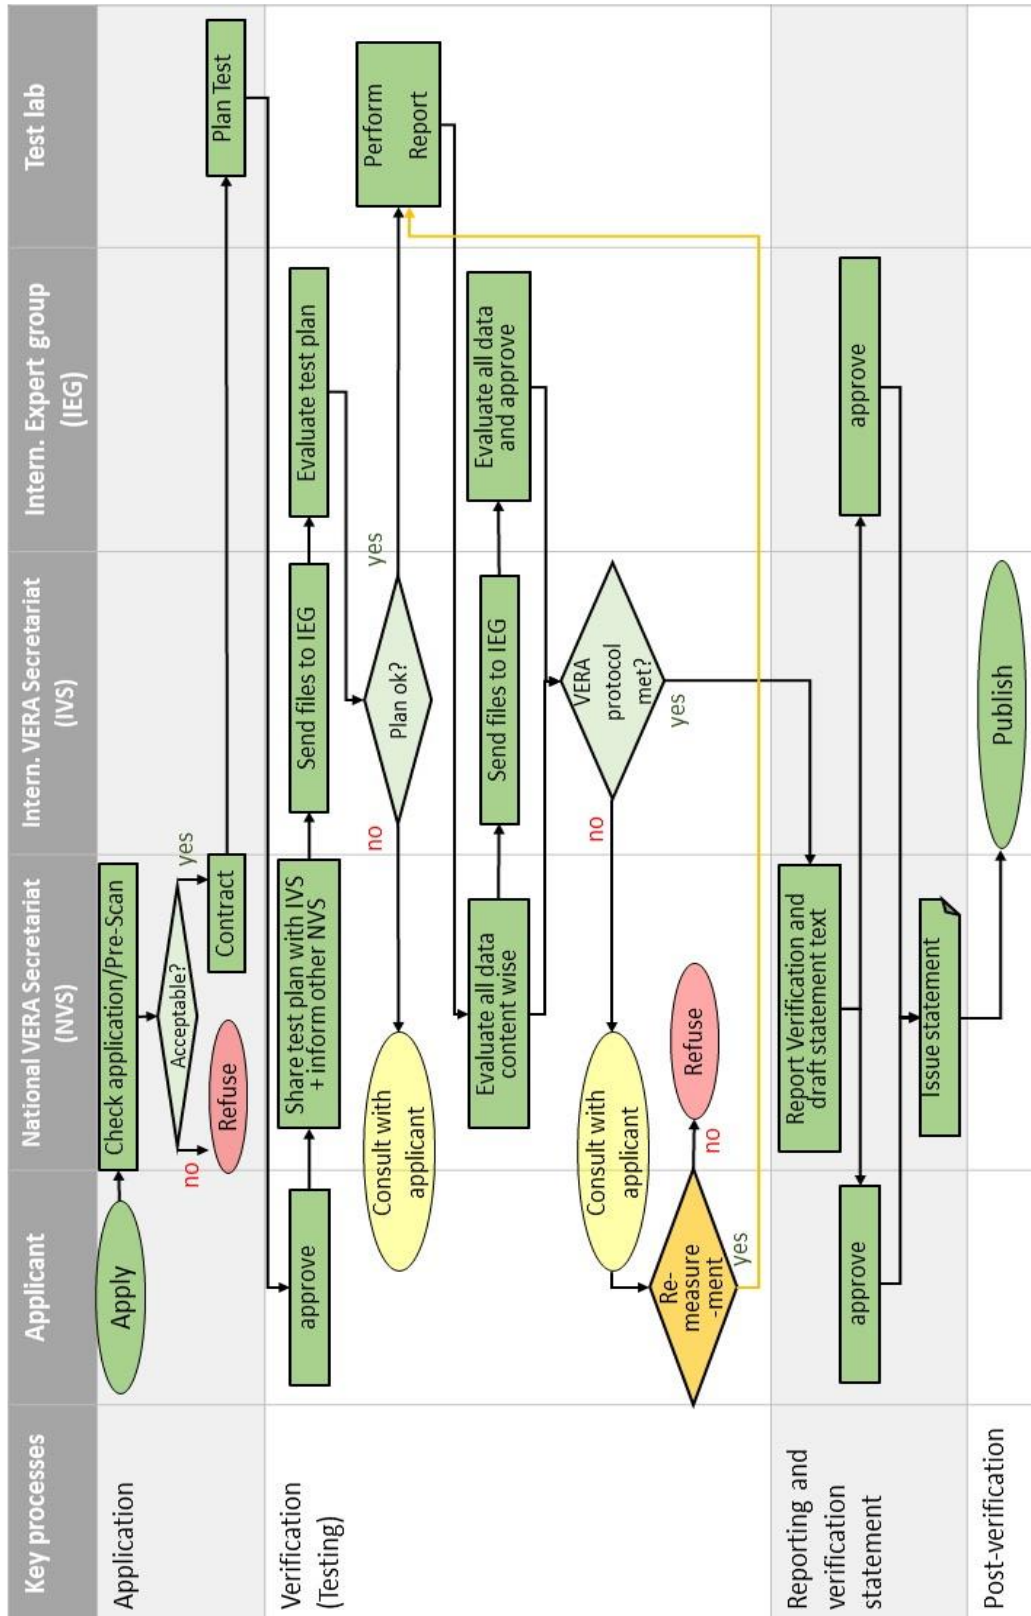 Key processes
Applicant
National VERA Secretariat
(NVS)
Intern. VERA Secretariat
(IVS)
Intern. Expert group
(IEG)
Test lab
Application
Apply
Check application/Pre-Scan
Acceptable?
no
yes
Refuse
Contract
Plan Test
Verification
(Testing)
approve
Share test plan with IVS
+ inform other NVS
Send files to IEG
Evaluate test plan
Plan ok?
no
yes
Consult with
applicant
Perform
Report
Evaluate all data
content wise
Send files to IEG
Evaluate all data
and approve
VERA
protocol
met?
no
yes
Consult with
applicant
Re-
measure
-ment
no
yes
Refuse
Reporting and
verification
statement
Report Verification and
draft statement text
approve
approve
Issue statement
Post-verification
Publish